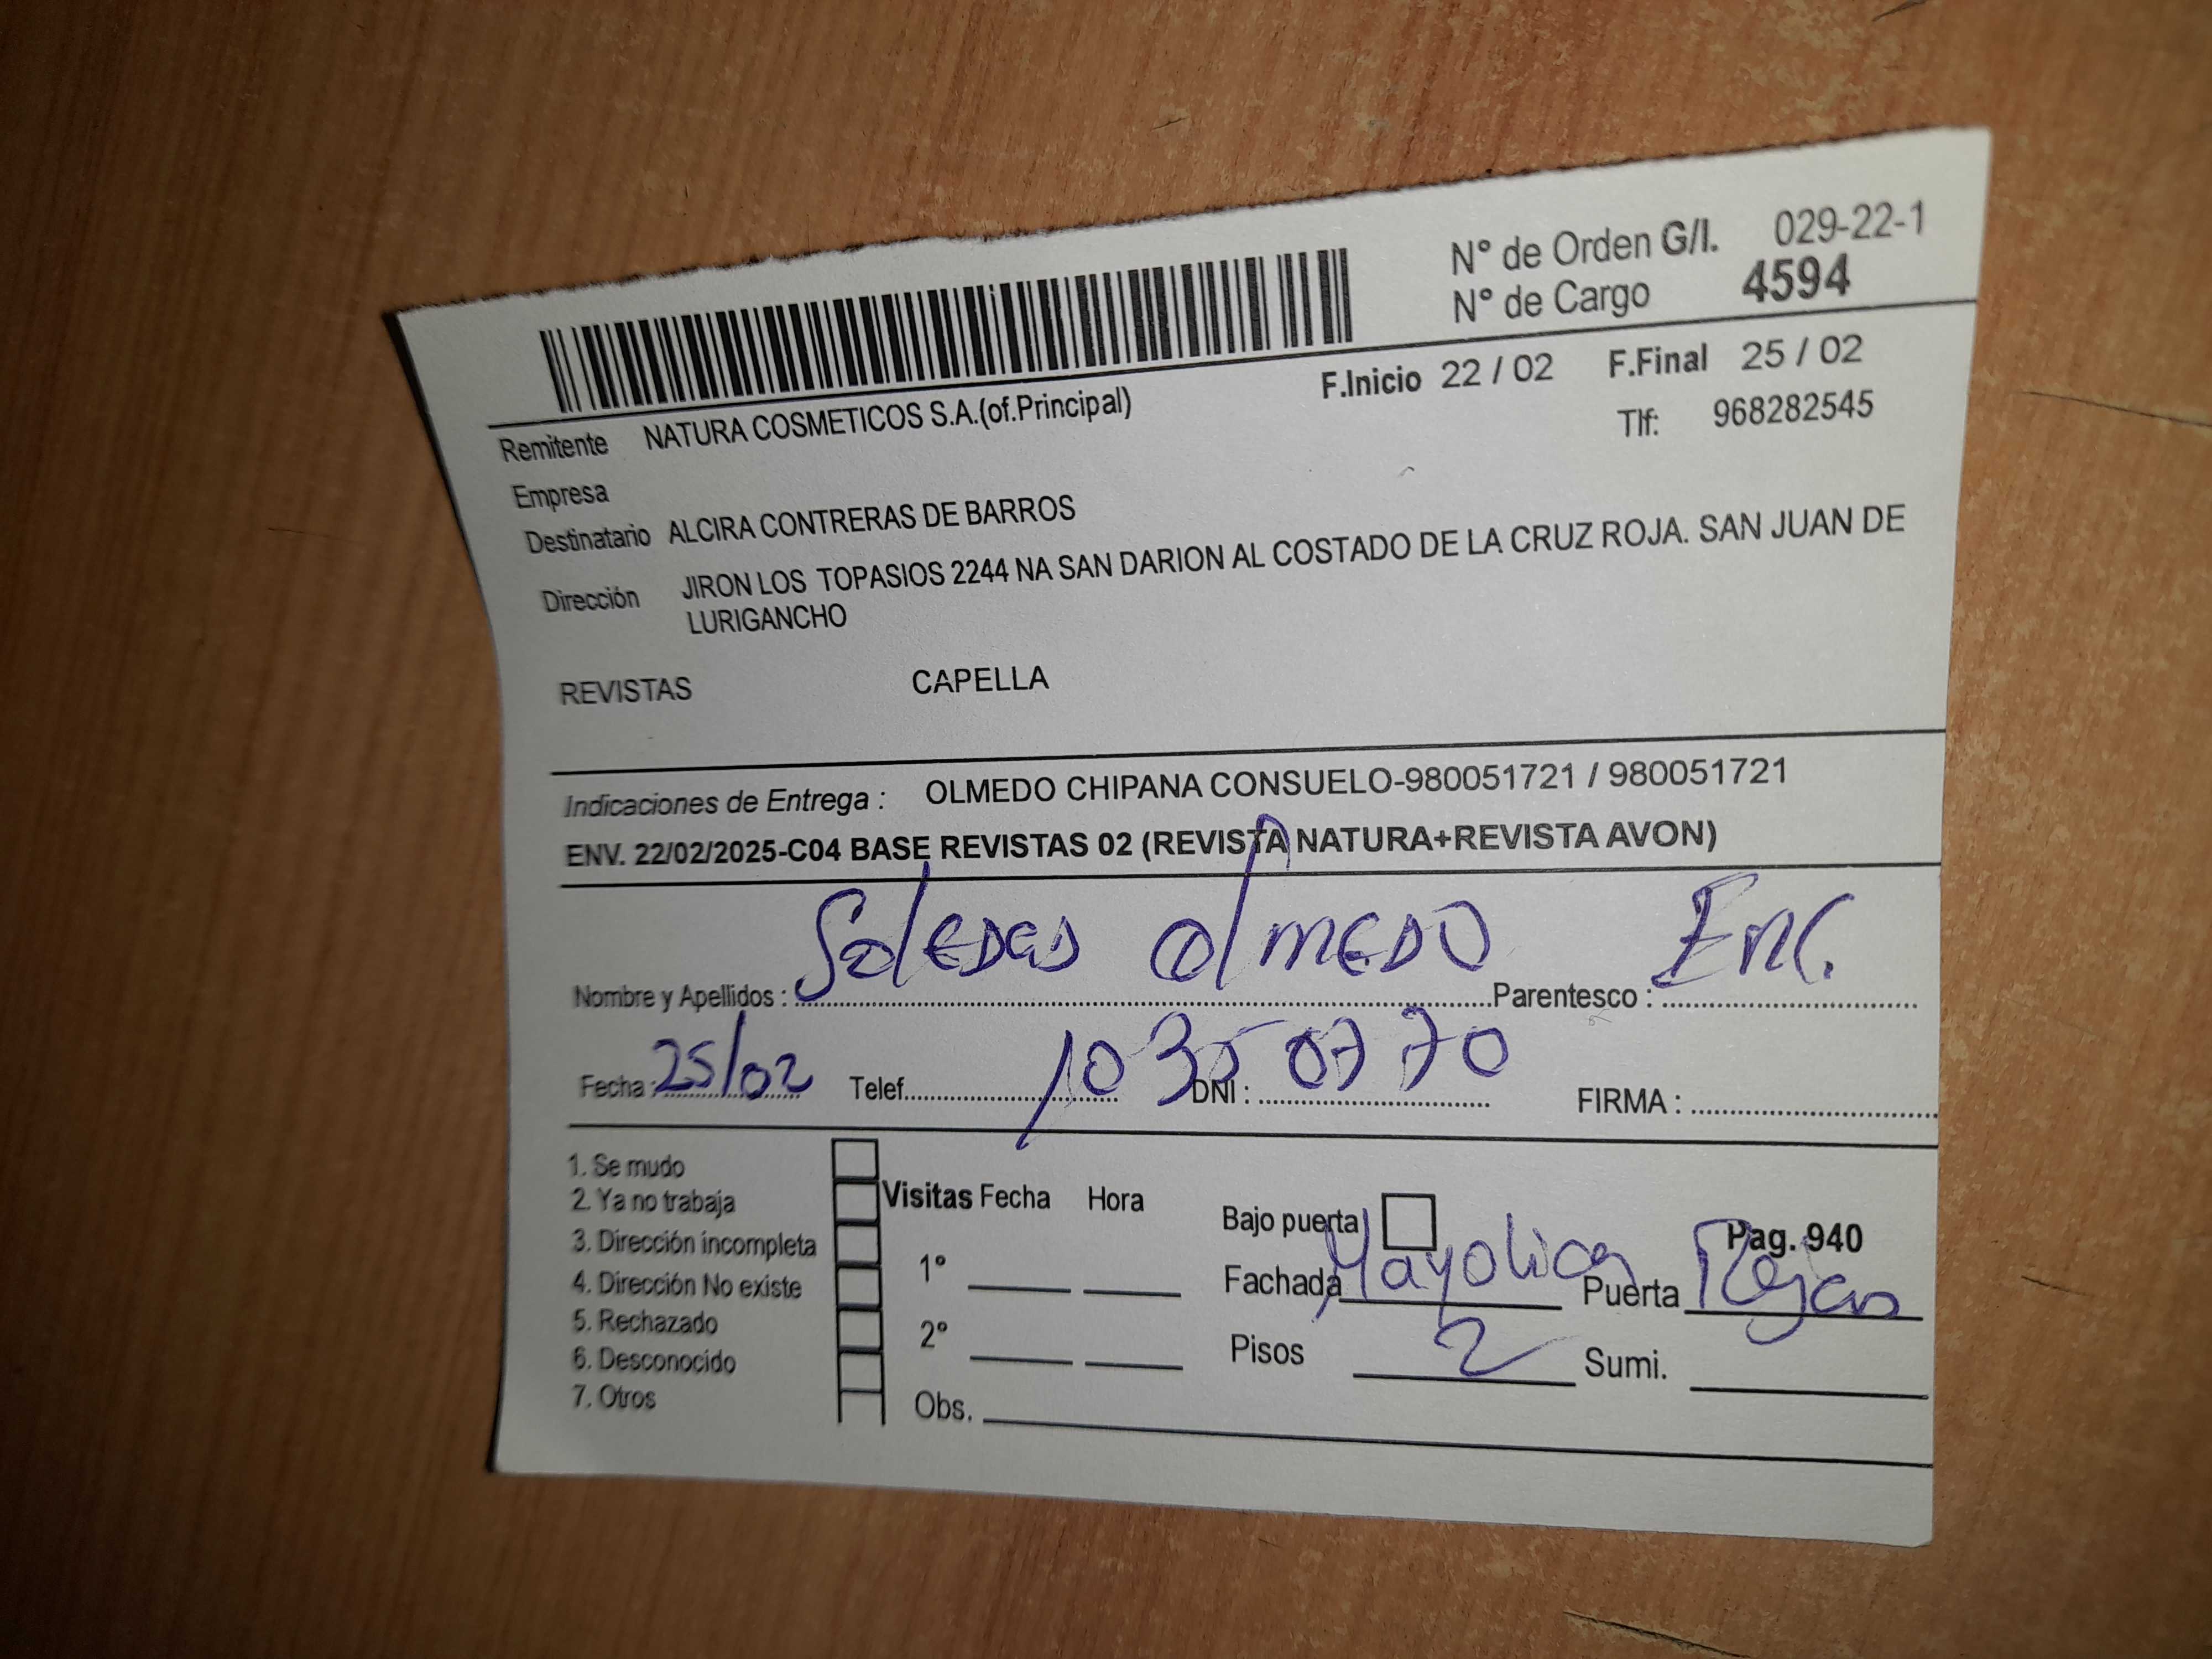 N° de Orden G/I. 029-22-1
N° de Cargo 4594
F.Inicio 22 / 02 F.Final 25 / 02
Remitente NATURA COSMETICOS S.A.(of.Principal)
Tlf: 968282545
Empresa
Destinatario ALCIRA CONTRERAS DE BARROS
Dirección JIRON LOS TOPASIOS 2244 NA SAN DARION AL COSTADO DE LA CRUZ ROJA. SAN JUAN DE
LURIGANCHO
REVISTAS CAPELLA
Indicaciones de Entrega : OLMEDO CHIPANA CONSUELO-980051721 / 980051721
ENV. 22/02/2025-C04 BASE REVISTAS 02 (REVISTA NATURA+REVISTA AVON)
Nombre y Apellidos : Soledad Olmedo Parentesco : Enc.
Fecha : 25/02 Telef. DNI : 10350770 FIRMA :
1. Se mudo
2. Ya no trabaja
3. Dirección incompleta
4. Dirección No existe
5. Rechazado
6. Desconocido
7. Otros
Visitas Fecha Hora
1°
2°
Obs.
Bajo puerta
Pag. 940
Fachada Mayolica Puerta Rejas
Pisos 2 Sumi.